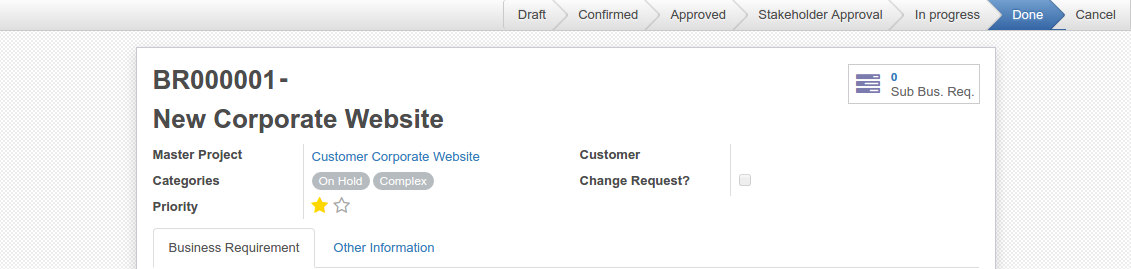 Draft Confirmed Approved Stakeholder Approval In progress Done Cancel
BR000001-
New Corporate Website
0
Sub Bus. Req.
Master Project Customer Corporate Website Customer
Categories On Hold Complex Change Request?
Priority
Business Requirement Other Information